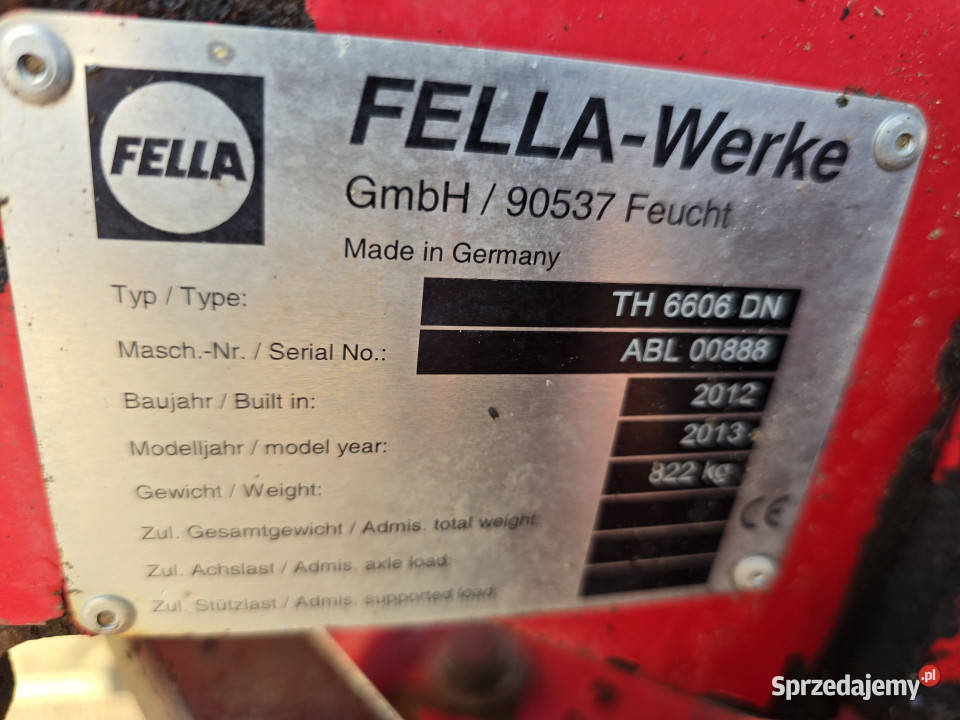 FELLA
FELLA-Werke
GmbH / 90537 Feucht
Made in Germany
Typ / Type: TH 6606 DN
Masch.-Nr. / Serial No.: ABL 00888
Baujahr / Built in: 2012
Modelljahr / model year: 2013
Gewicht / Weight: 822 kg
Zul. Gesamtgewicht / Admis. total weight:
CE
Zul. Achslast / Admis. axle load:
Zul. Stützlast / Admis. supported load:
Sprzedajemy.pl